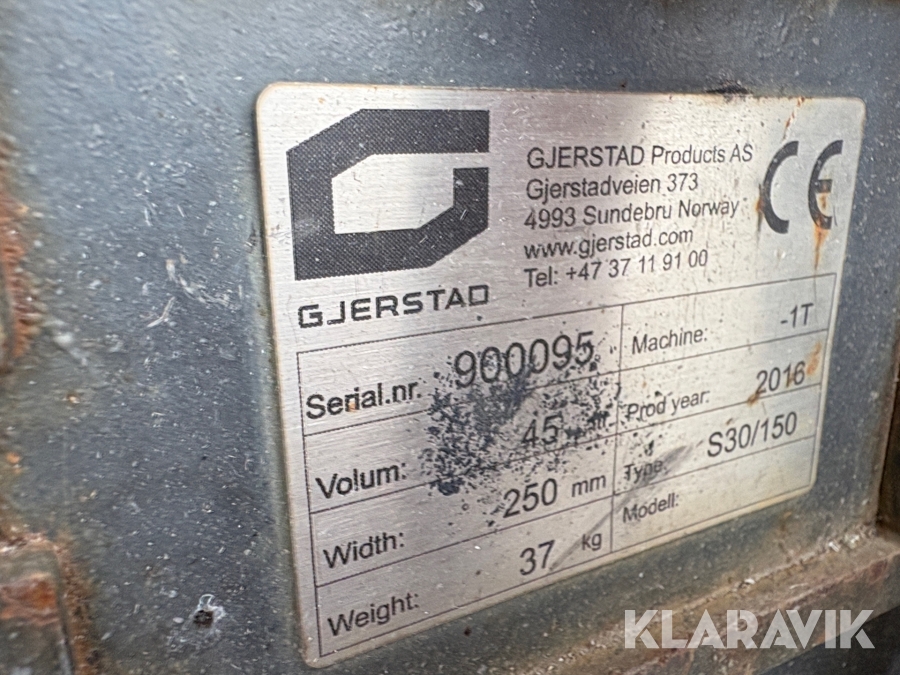 GJERSTAD
GJERSTAD Products AS
Gjerstadveien 373
4993 Sundebru Norway
www.gjerstad.com
Tel: +47 37 11 91 00
CE
Serial.nr. 900095
Machine: -1T
Volum: 45 ltr
Prod year: 2016
Width: 250 mm
Type: S30/150
Weight: 37 kg
Modell:
KLARAVIK